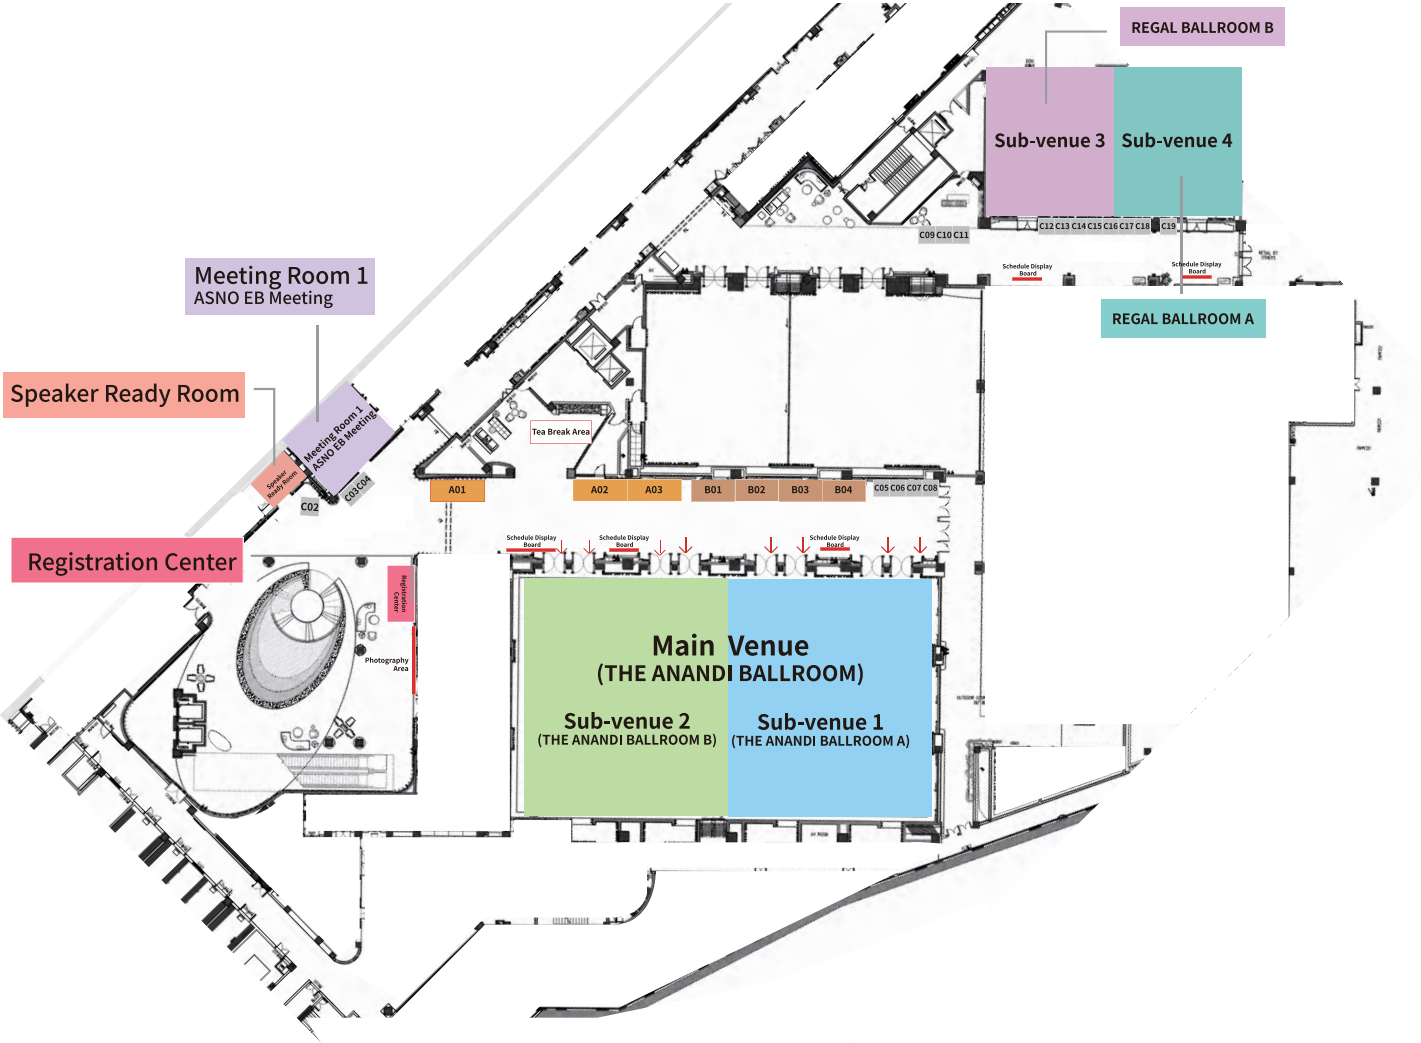 REGAL BALLROOM B
Sub-venue 3
Sub-venue 4
C09 C10 C11
C12 C13 C14 C15 C16 C17 C18
C19
Schedule Display
Board
Schedule Display
Board
REGAL BALLROOM A
Meeting Room 1
ASNO EB Meeting
Speaker Ready Room
Meeting Room 1
ASNO EB Meeting
Speaker
Ready Room
C02
C03 C04
Tea Break Area
A01
A02
A03
B01
B02
B03
B04
C05 C06 C07 C08
Schedule Display
Board
Schedule Display
Board
Schedule Display
Board
Registration Center
Registration
Center
Photography
Area
Main Venue
(THE ANANDI BALLROOM)
Sub-venue 2
(THE ANANDI BALLROOM B)
Sub-venue 1
(THE ANANDI BALLROOM A)
AV ROOM